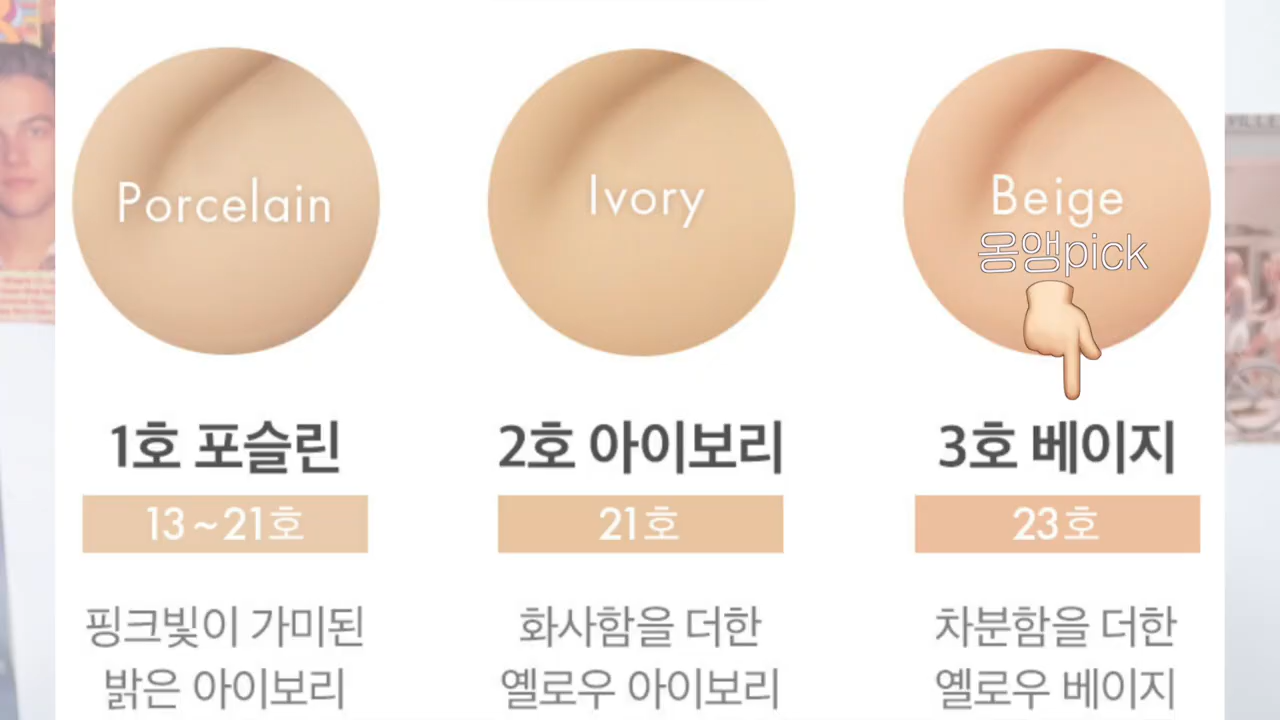 Porcelain
Ivory
Beige
옹앵pick
1호 포슬린
2호 아이보리
3호 베이지
13~21호
21호
23호
핑크빛이 가미된
밝은 아이보리
화사함을 더한
옐로우 아이보리
차분함을 더한
옐로우 베이지